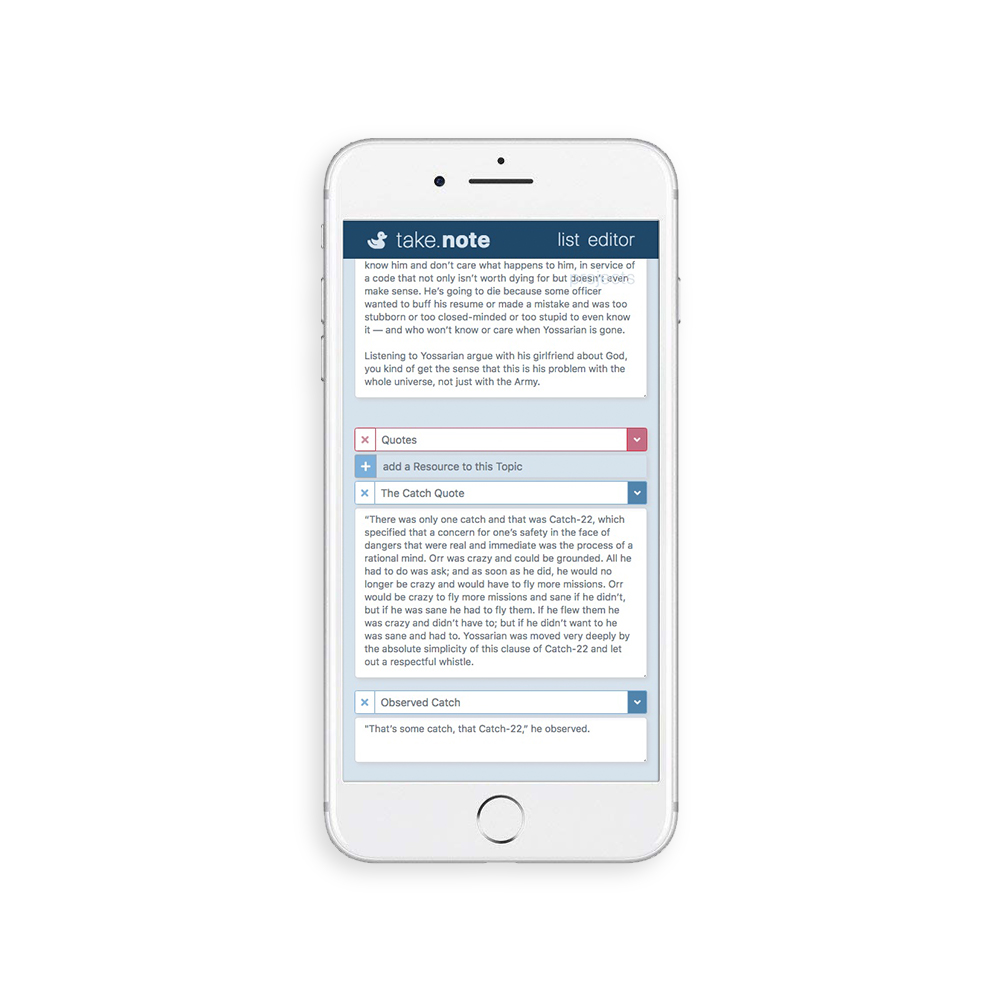 take.note list editor
know him and don't care what happens to him, in service of
a code that not only isn't worth dying for but doesn't even
make sense. He's going to die because some officer
wanted to buff his resume or made a mistake and was too
stubborn or too closed-minded or too stupid to even know
it — and who won't know or care when Yossarian is gone.
Listening to Yossarian argue with his girlfriend about God,
you kind of get the sense that this is his problem with the
whole universe, not just with the Army.
Quotes
add a Resource to this Topic
The Catch Quote
"There was only one catch and that was Catch-22, which
specified that a concern for one's safety in the face of
dangers that were real and immediate was the process of a
rational mind. Orr was crazy and could be grounded. All he
had to do was ask; and as soon as he did, he would no
longer be crazy and would have to fly more missions. Orr
would be crazy to fly more missions and sane if he didn't,
but if he was sane he had to fly them. If he flew them he
was crazy and didn't have to; but if he didn't want to he
was sane and had to. Yossarian was moved very deeply by
the absolute simplicity of this clause of Catch-22 and let
out a respectful whistle.
Observed Catch
"That's some catch, that Catch-22," he observed.